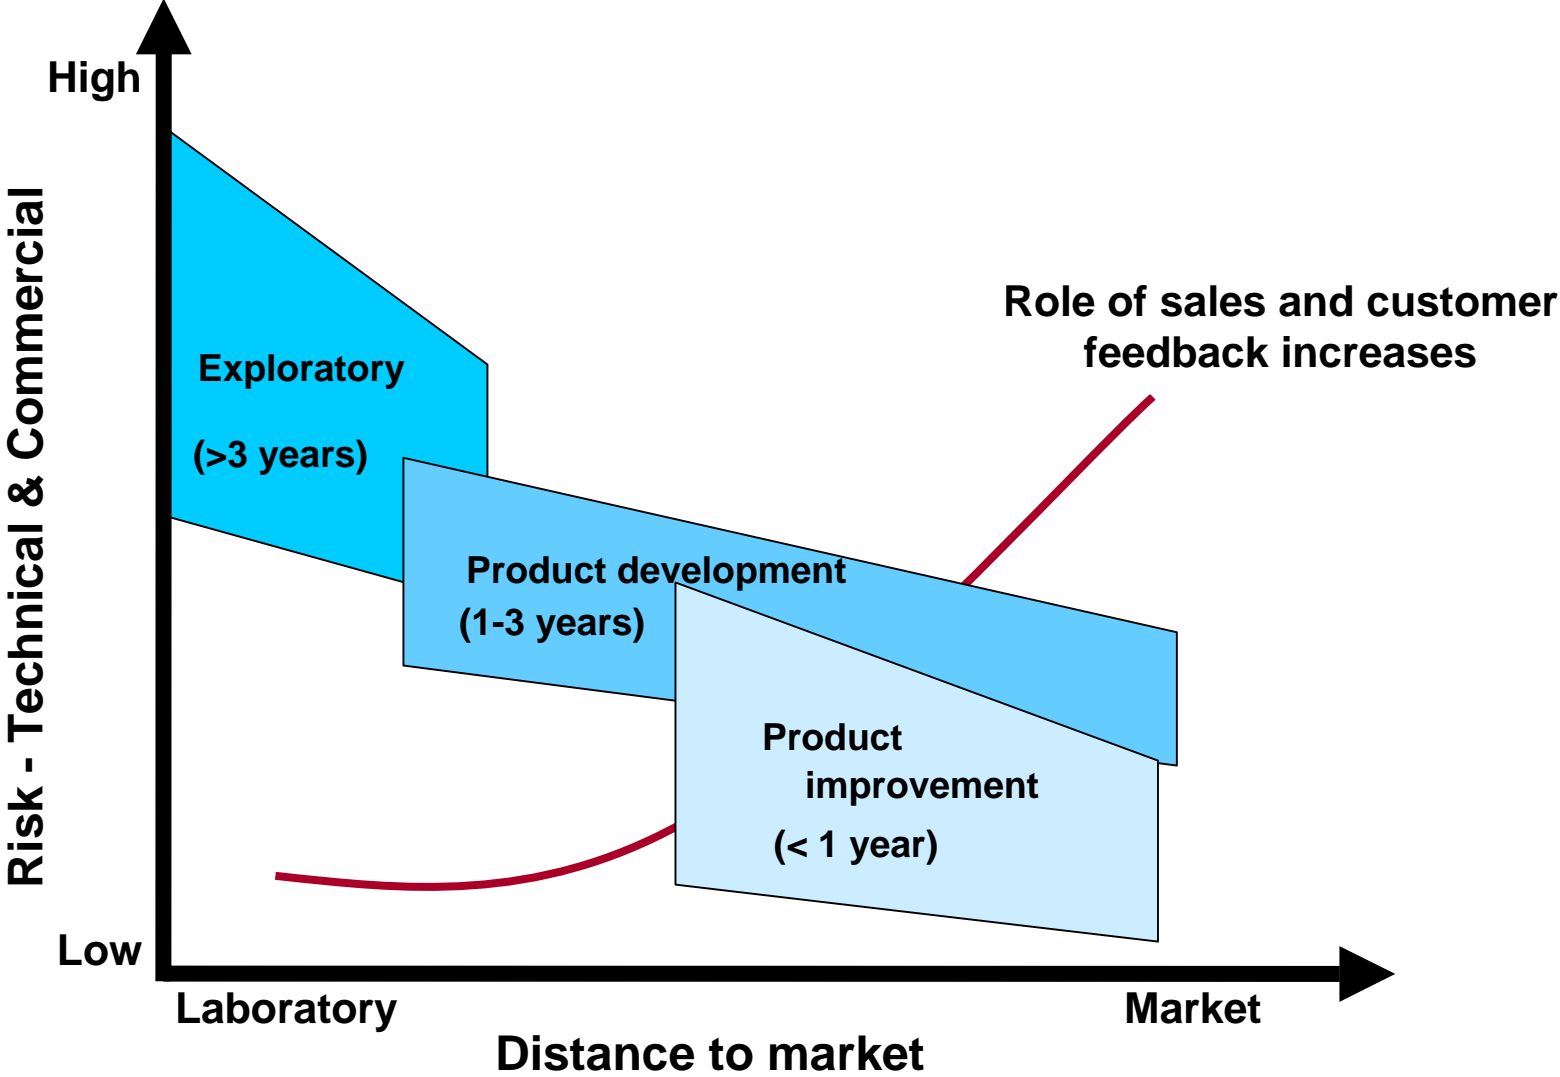 High
Risk - Technical & Commercial
Exploratory
(>3 years)
Role of sales and customer
feedback increases
Product development
(1-3 years)
Product
improvement
(< 1 year)
Low
Laboratory
Market
Distance to market